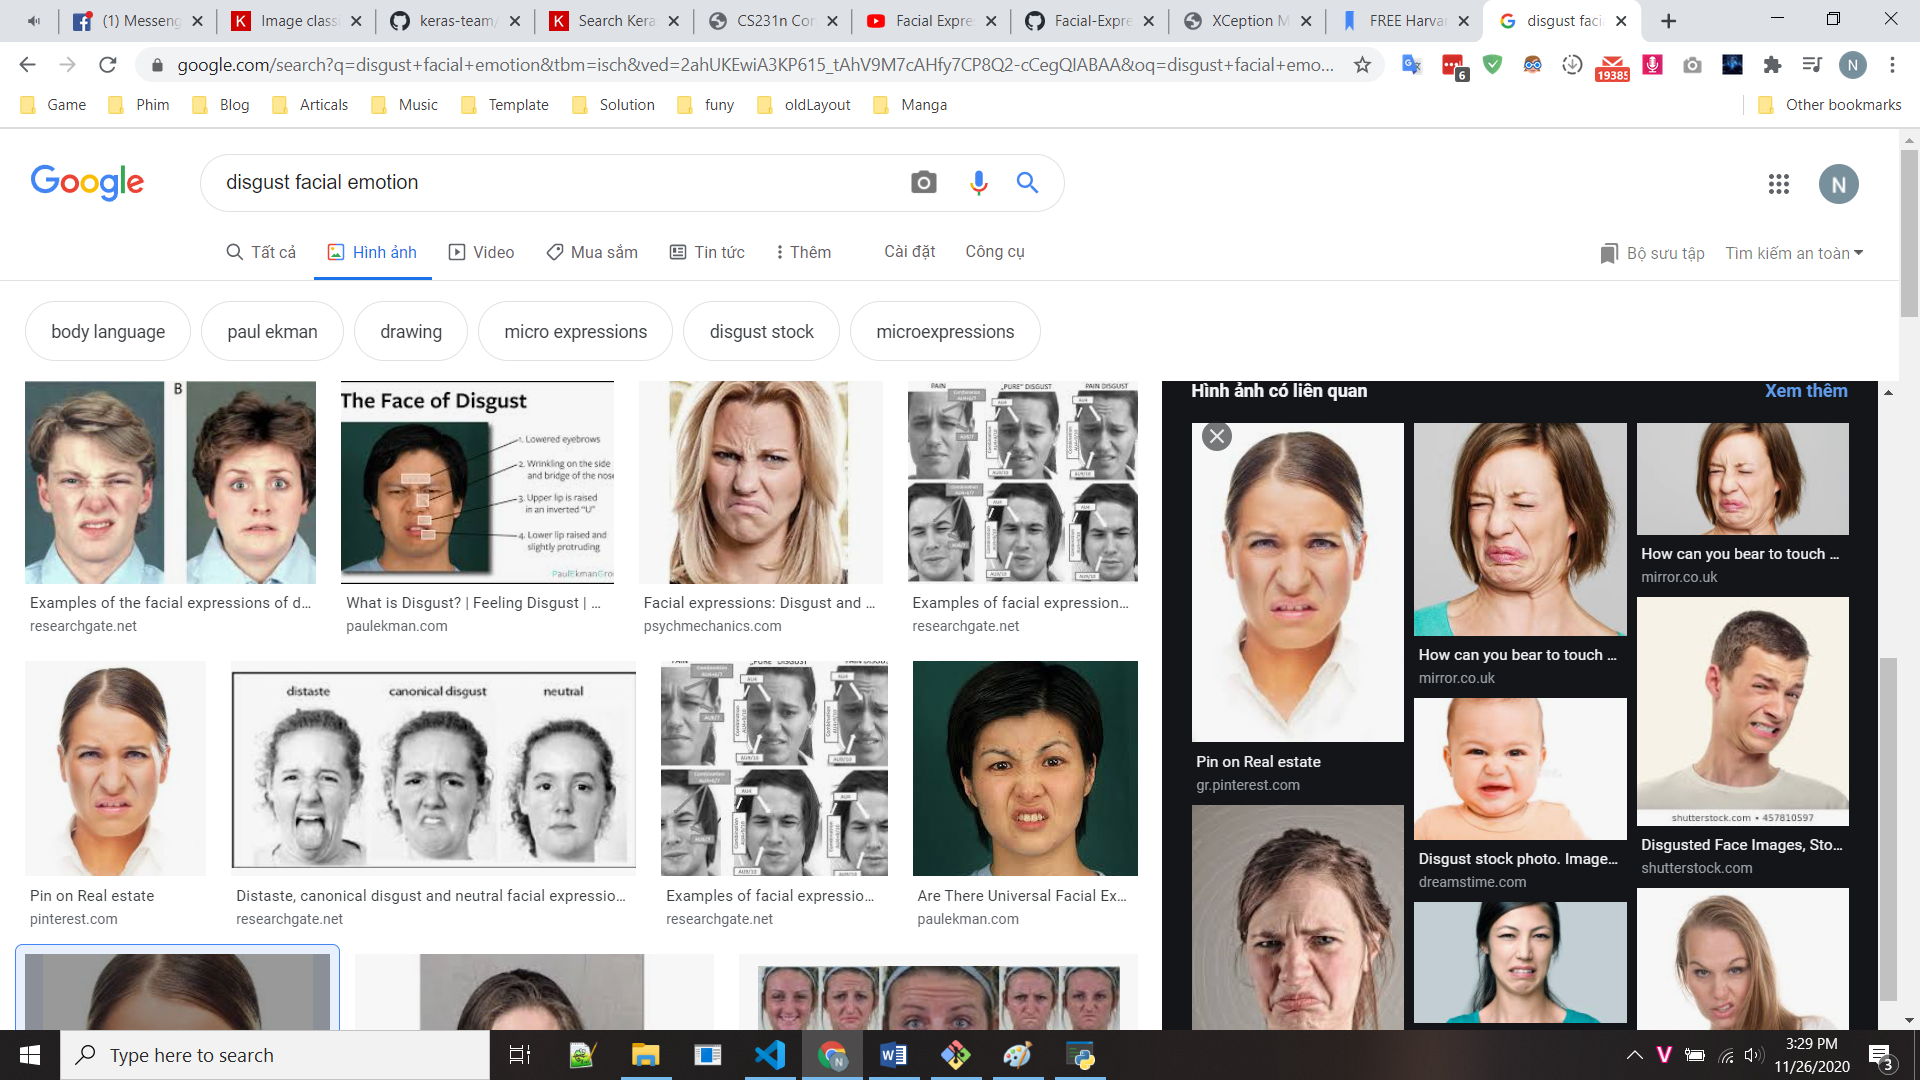 (1) Messeng
Image classi
keras-team/
Search Kera
CS231n Con
Facial Expre
Facial-Expre
XCeption M
FREE Harvar
disgust faci
google.com/search?q=disgust+facial+emotion&tbm=isch&ved=2ahUKEwiA3KP615_tAhV9M7cAHfy7CP8Q2-cCegQIABAA&oq=disgust+facial+emo...
6
19385
N
Game
Phim
Blog
Articals
Music
Template
Solution
funy
oldLayout
Manga
Other bookmarks
Google
disgust facial emotion
N
Tất cả
Hình ảnh
Video
Mua sắm
Tin tức
Thêm
Cài đặt
Công cụ
Bộ sưu tập
Tìm kiếm an toàn
body language
paul ekman
drawing
micro expressions
disgust stock
microexpressions
B
The Face of Disgust
1. Lowered eyebrows
2. Wrinkling on the side
and bridge of the nose
3. Upper lip is raised
in an inverted "U"
4. Lower lip raised and
slightly protruding
PaulEkmanGro
PAIN
„PURE" DISGUST
PAIN DISGUST
Examples of the facial expressions of d...
researchgate.net
What is Disgust? | Feeling Disgust | ...
paulekman.com
Facial expressions: Disgust and ...
psychmechanics.com
Examples of facial expression...
researchgate.net
distaste
canonical disgust
neutral
Pin on Real estate
pinterest.com
Distaste, canonical disgust and neutral facial expressio...
researchgate.net
Examples of facial expressio...
researchgate.net
Are There Universal Facial Ex...
paulekman.com
Hình ảnh có liên quan
Xem thêm
Pin on Real estate
gr.pinterest.com
How can you bear to touch ...
mirror.co.uk
Disgust stock photo. Image...
dreamstime.com
How can you bear to touch ...
mirror.co.uk
shutterstock.com • 457810597
Disgusted Face Images, Sto...
shutterstock.com
Type here to search
3:29 PM
11/26/2020
3